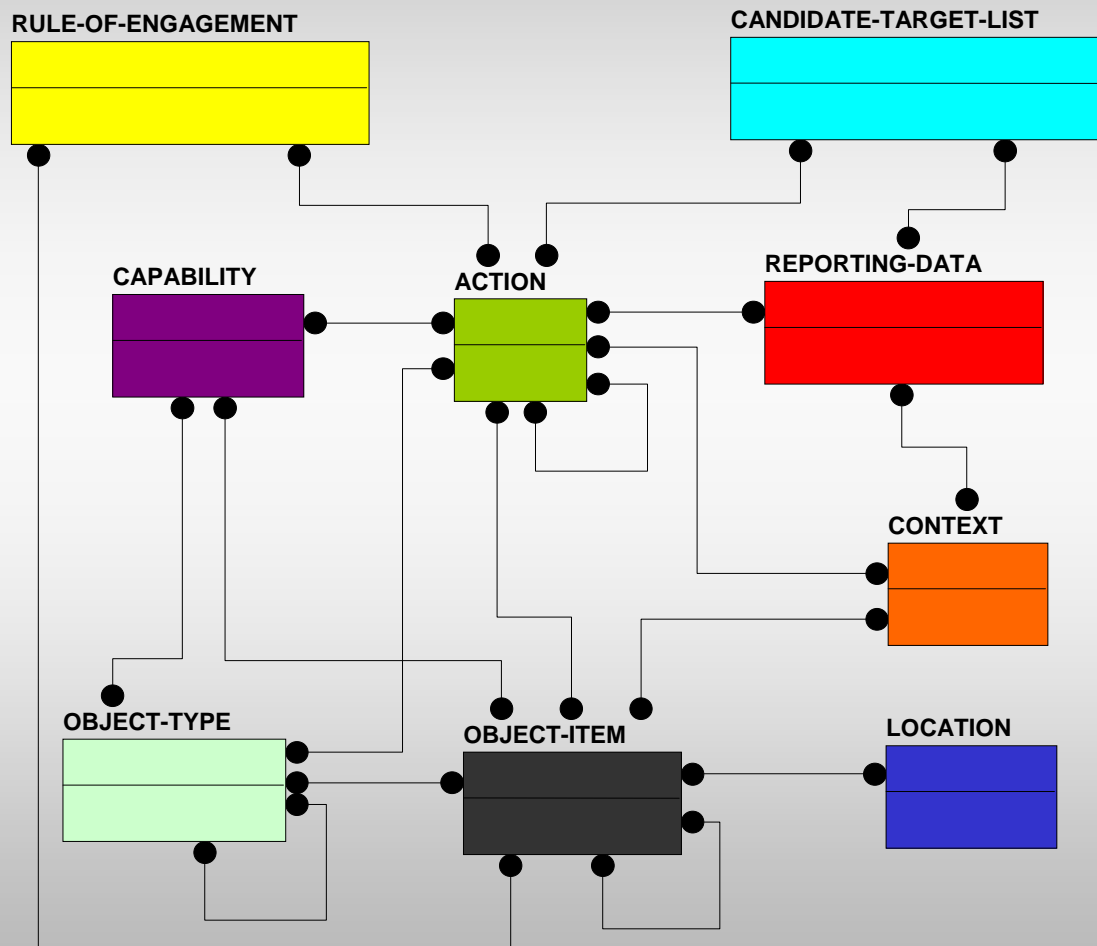 RULE-OF-ENGAGEMENT
CANDIDATE-TARGET-LIST
CAPABILITY
ACTION
REPORTING-DATA
CONTEXT
OBJECT-TYPE
OBJECT-ITEM
LOCATION